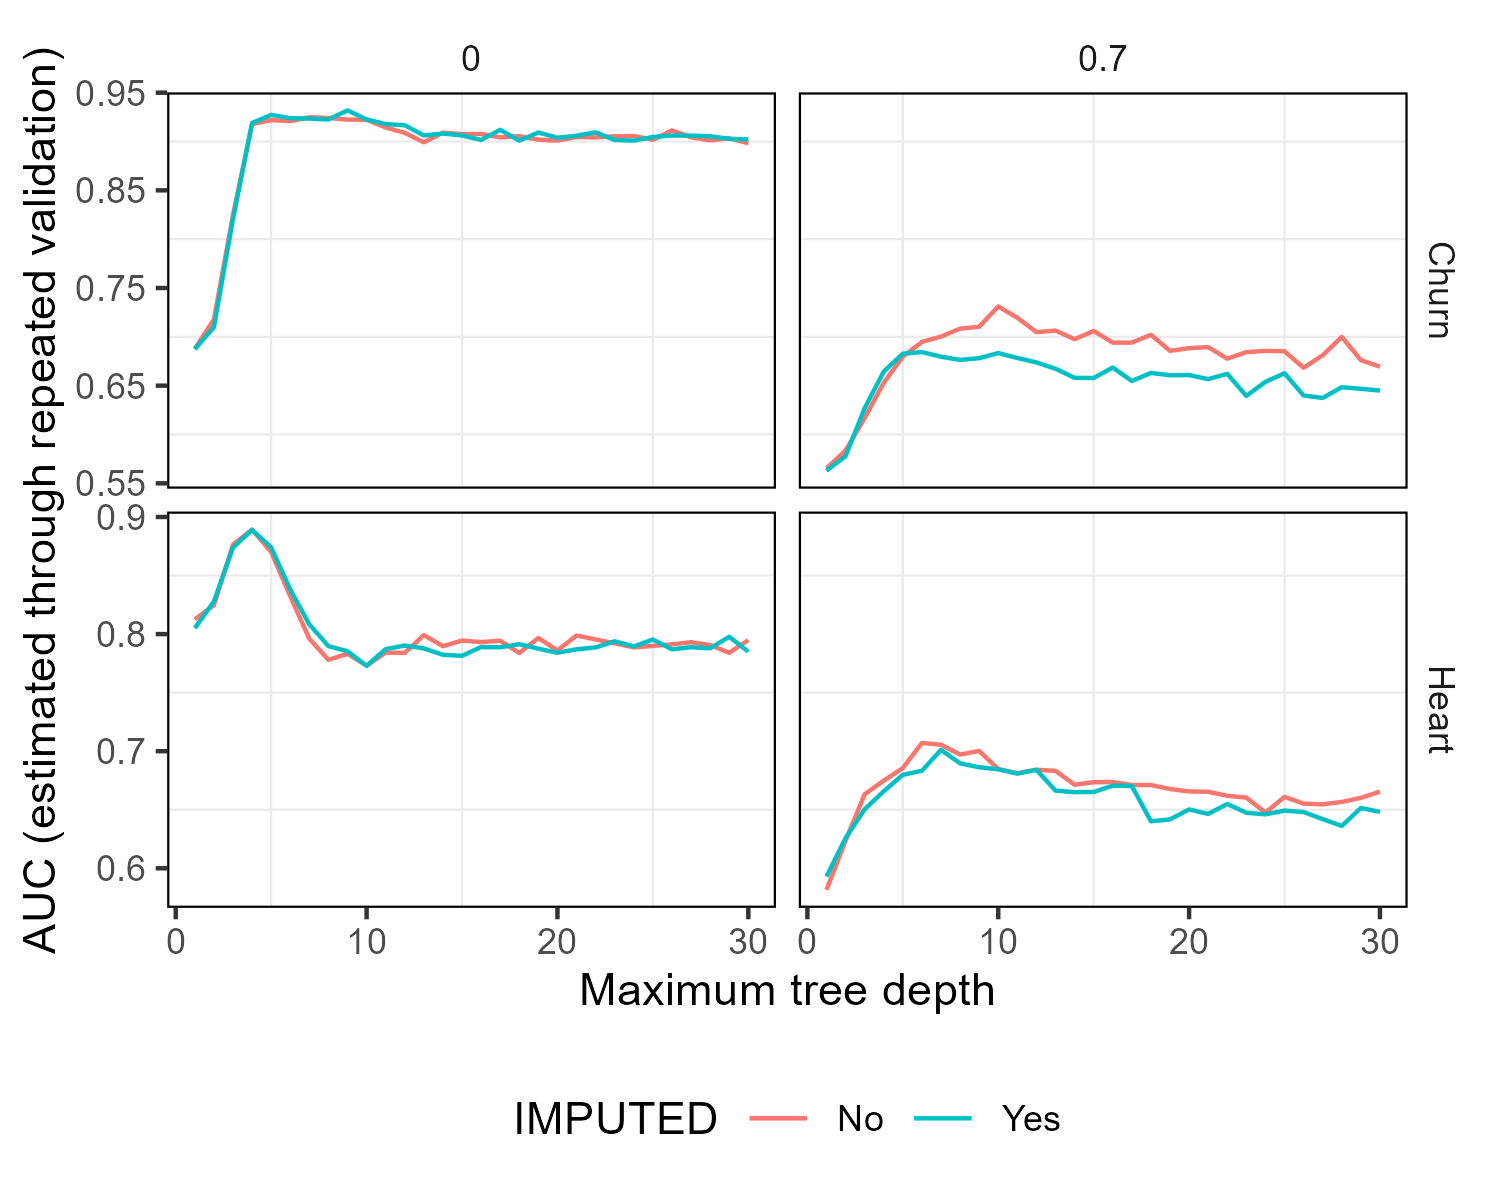 0
0.7
AUC (estimated through repeated validation)
0.95
0.85
0.75
0.65
0.55
Churn
0.9
0.8
0.7
0.6
Heart
0 10 20 30
0 10 20 30
Maximum tree depth
IMPUTED No Yes